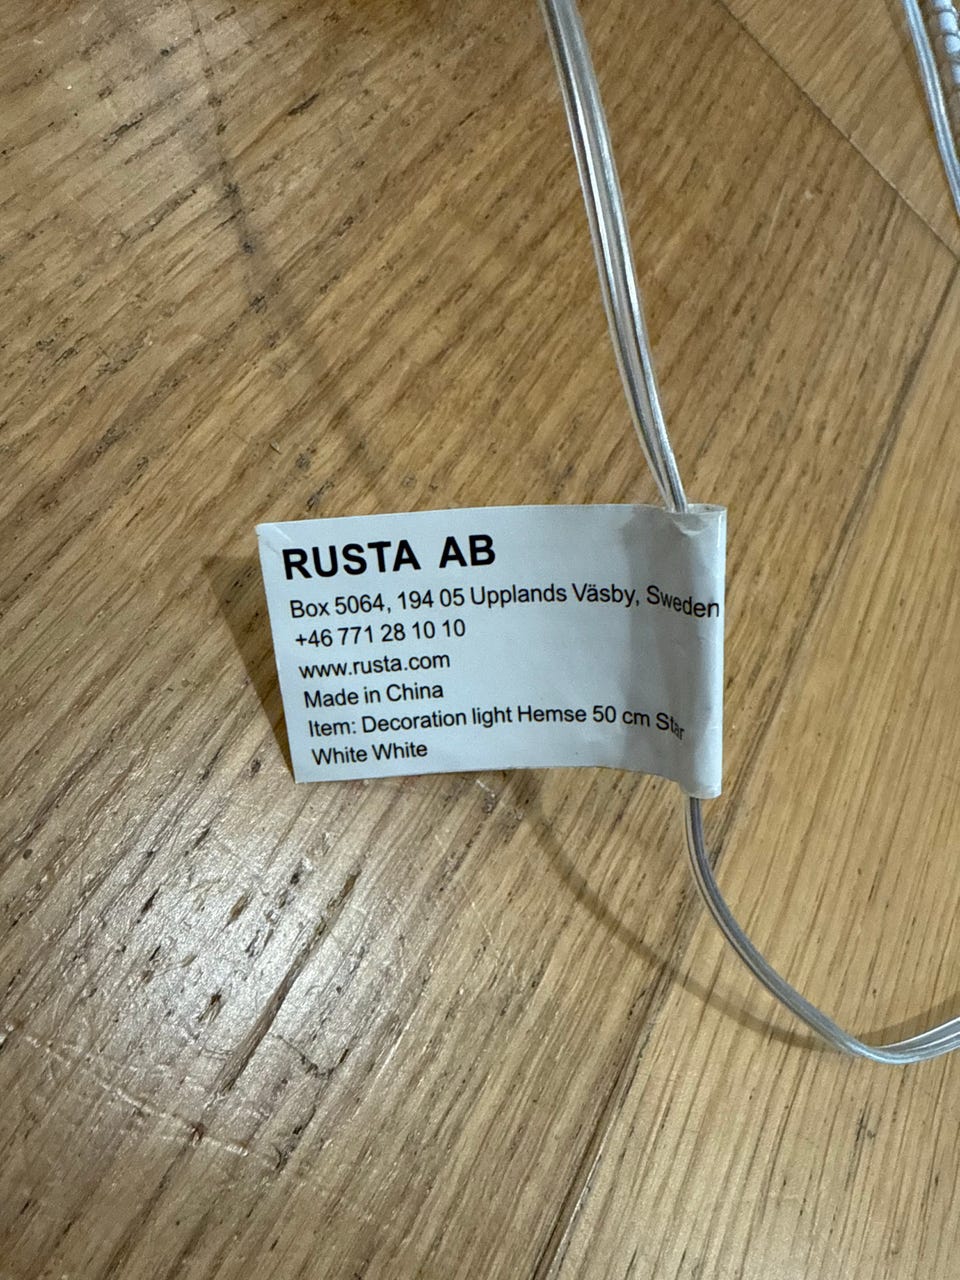 RUSTA AB
Box 5064, 194 05 Upplands Väsby, Sweden
+46 771 28 10 10
www.rusta.com
Made in China
Item: Decoration light Hemse 50 cm Star
White White